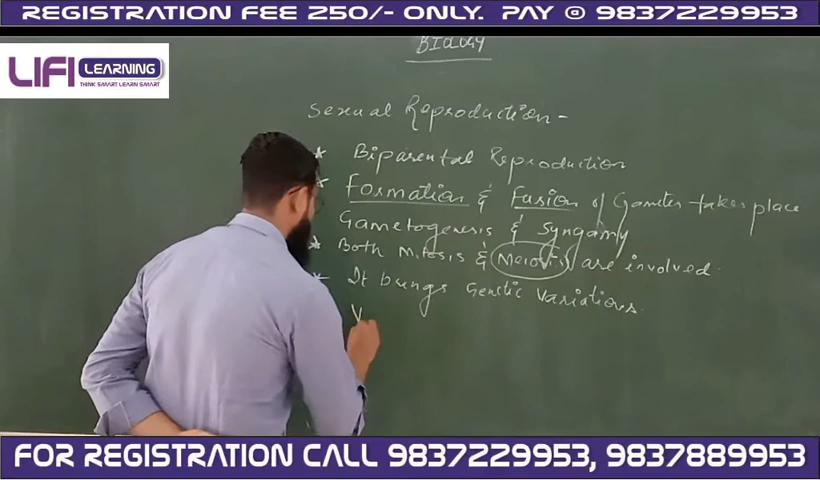 REGISTRATION FEE 250/- ONLY. PAY @ 9837229953
Biology
LIFI LEARNING
THINK SMART LEARN SMART
Sexual Reproduction -
* Biparental Reproduction
* Formation & Fusion of Gametes takes place
Gametogenesis & Syngamy
* Both Mitosis & Meiosis are involved.
* It brings Genetic Variations.
V
FOR REGISTRATION CALL 9837229953, 9837889953